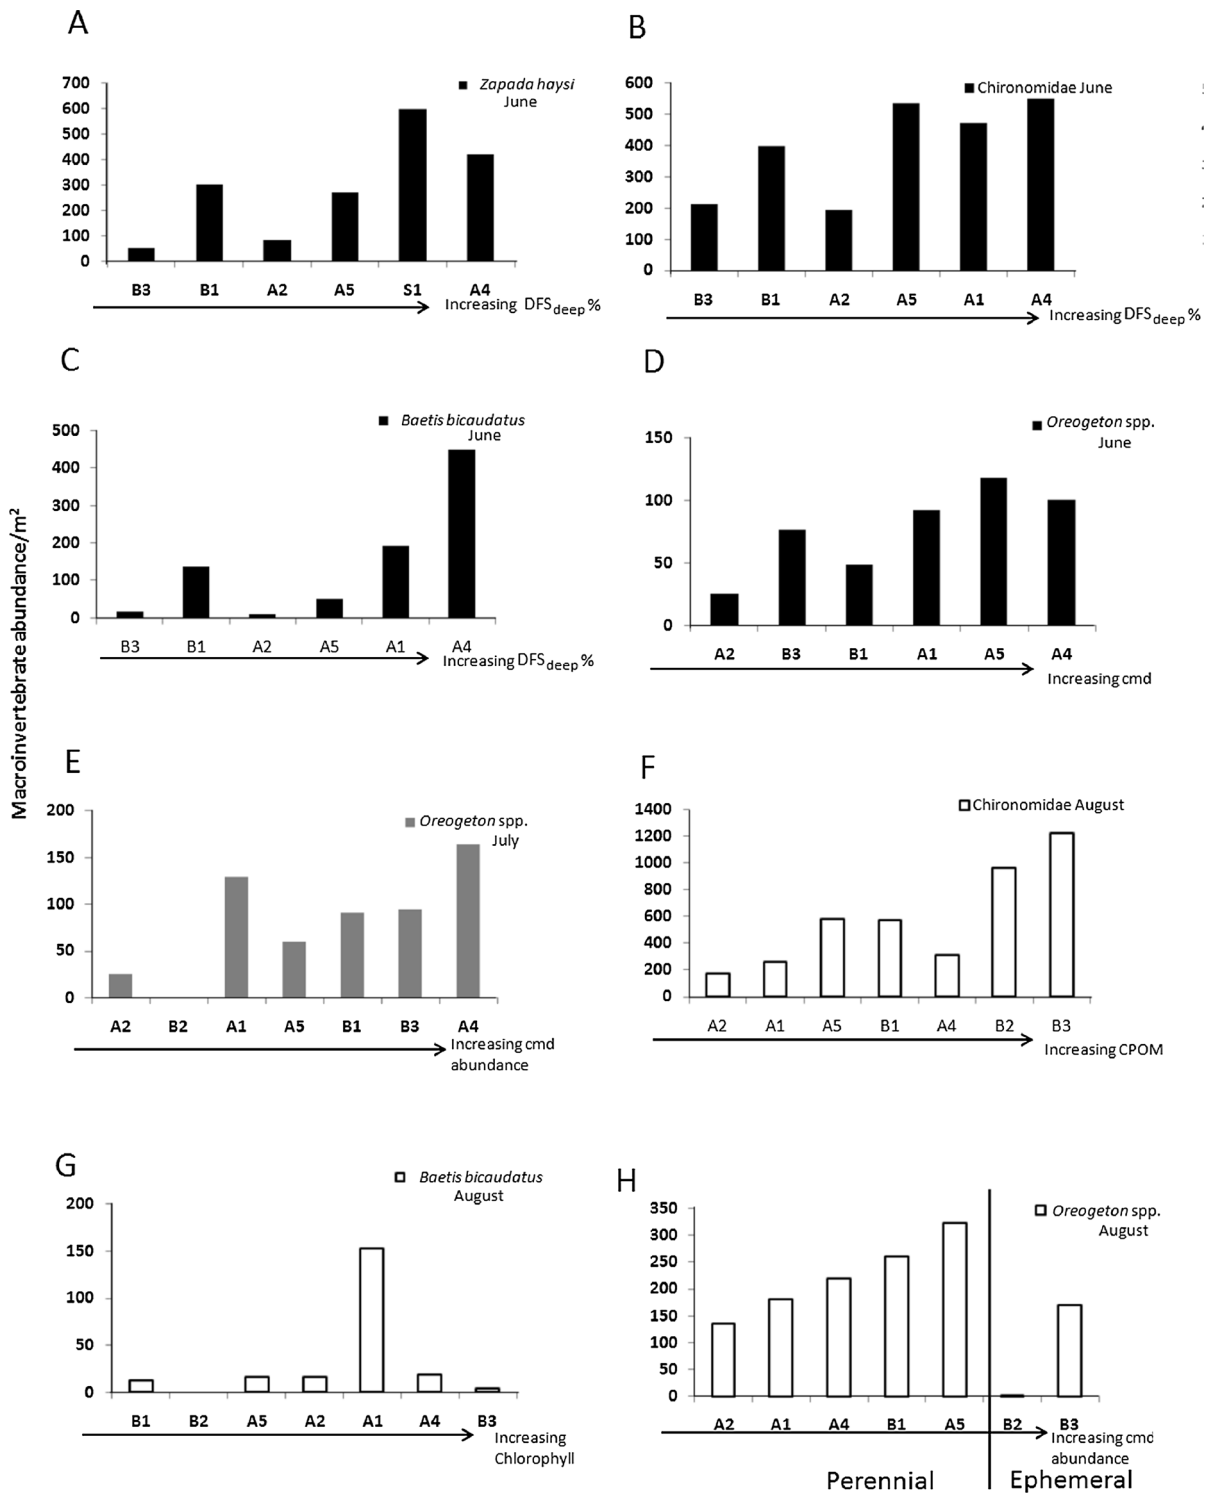 A
Zapada haysi
June
700
600
500
400
300
200
100
0
B3 B1 A2 A5 S1 A4
Increasing DFSdeep %
B
Chironomidae June
600
500
400
300
200
100
0
B3 B1 A2 A5 A1 A4
Increasing DFSdeep %
Macroinvertebrate abundance/m²
C
Baetis bicaudatus
June
500
400
300
200
100
0
B3 B1 A2 A5 A1 A4
Increasing DFSdeep %
D
Oreogeton spp.
June
150
100
50
0
A2 B3 B1 A1 A5 A4
Increasing cmd
E
Oreogeton spp.
July
200
150
100
50
0
A2 B2 A1 A5 B1 B3 A4
Increasing cmd
abundance
F
Chironomidae August
1400
1200
1000
800
600
400
200
0
A2 A1 A5 B1 A4 B2 B3
Increasing CPOM
G
Baetis bicaudatus
August
200
150
100
50
0
B1 B2 A5 A2 A1 A4 B3
Increasing
Chlorophyll
H
Oreogeton spp.
August
350
300
250
200
150
100
50
0
A2 A1 A4 B1 A5 B2 B3
Increasing cmd
abundance
Perennial Ephemeral